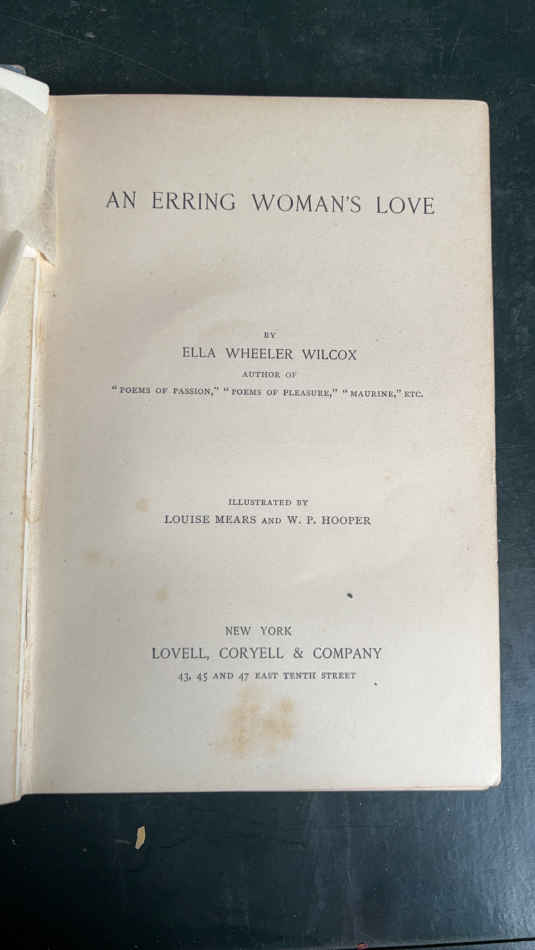 AN ERRING WOMAN'S LOVE
BY
ELLA WHEELER WILCOX
AUTHOR OF
“POEMS OF PASSION,” “POEMS OF PLEASURE,” “MAURINE,” ETC.
ILLUSTRATED BY
LOUISE MEARS AND W. P. HOOPER
NEW YORK
LOVELL, CORYELL & COMPANY
43, 45 AND 47 EAST TENTH STREET